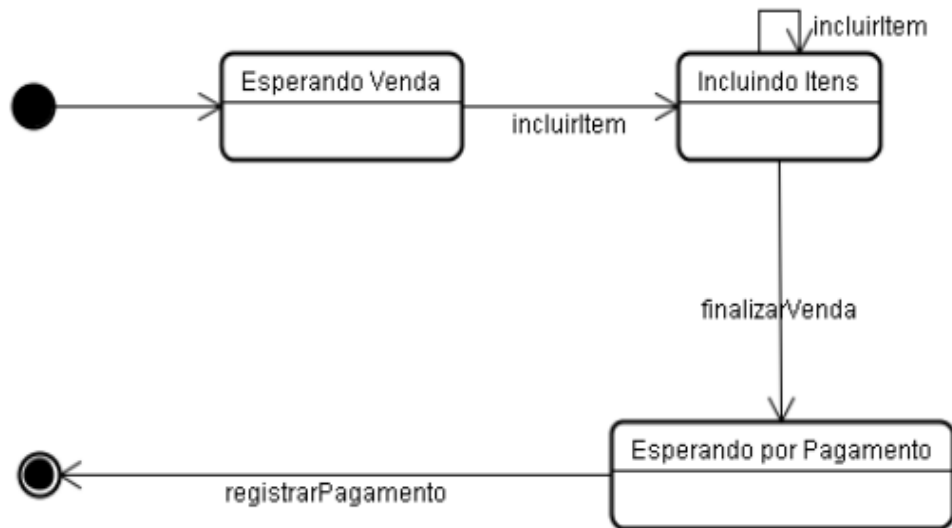 incluirItem
Esperando Venda
Incluindo Itens
incluirItem
finalizarVenda
Esperando por Pagamento
registrarPagamento